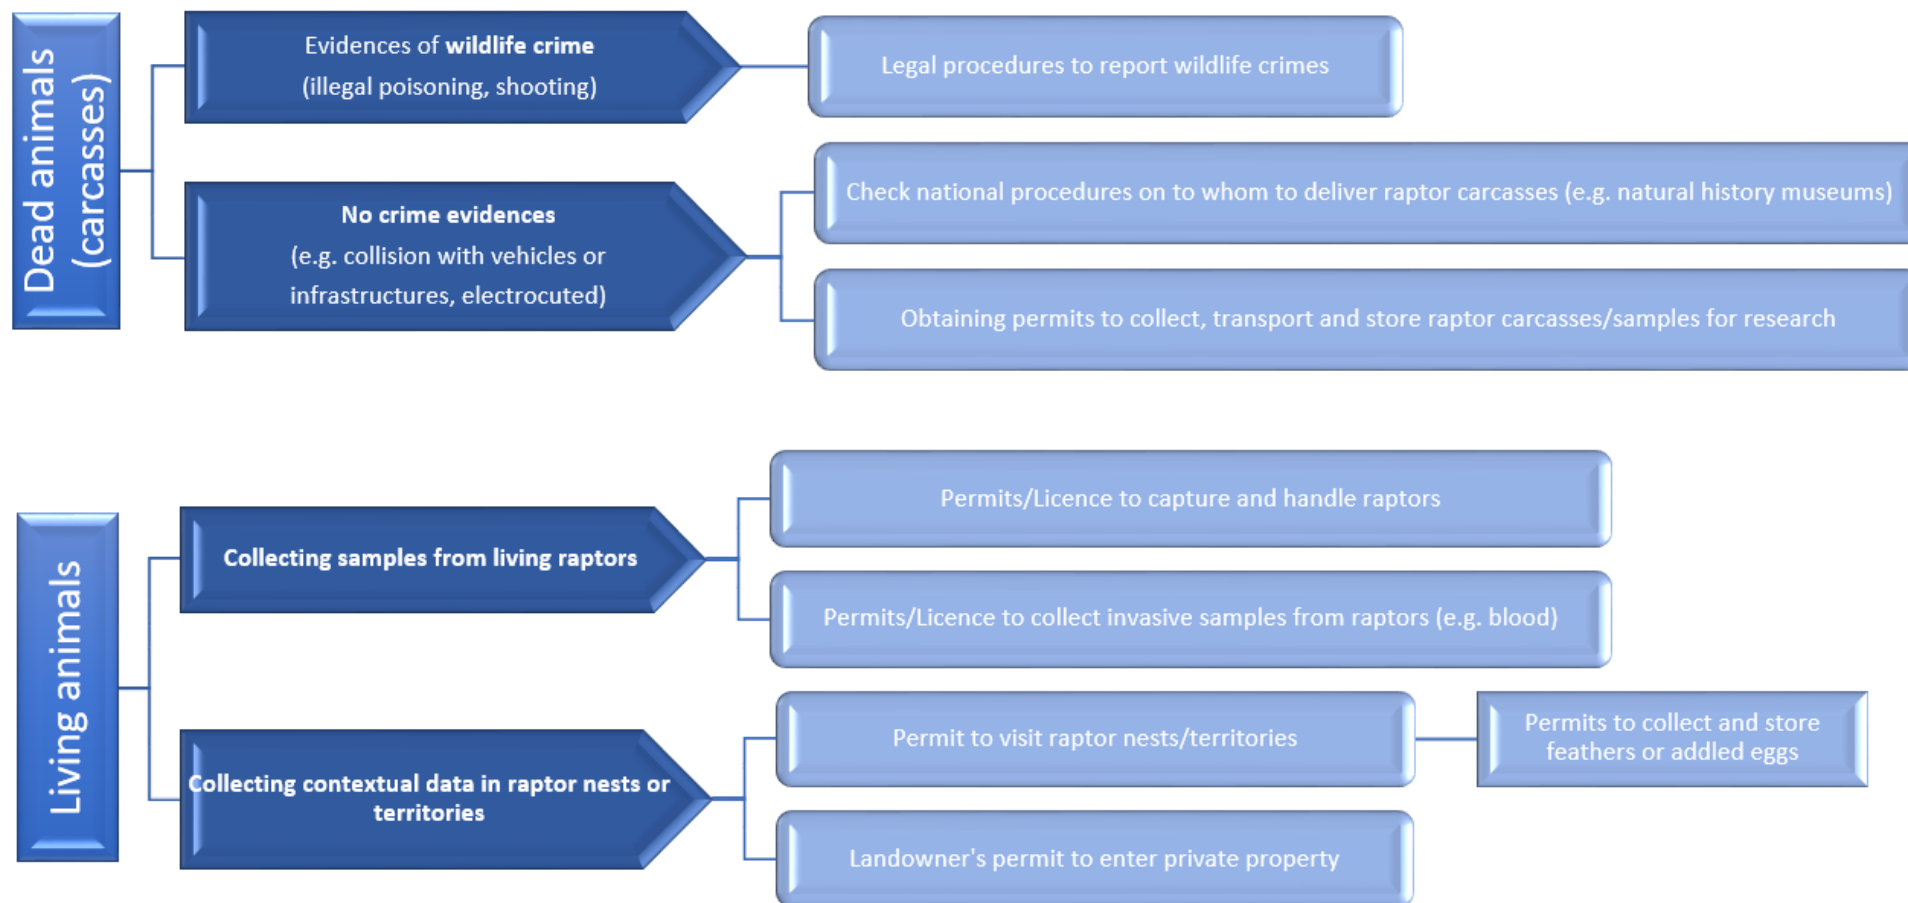 Dead animals
(carcasses)
Evidences of wildlife crime
(illegal poisoning, shooting)
Legal procedures to report wildlife crimes
No crime evidences
(e.g. collision with vehicles or
infrastructures, electrocuted)
Check national procedures on to whom to deliver raptor carcasses (e.g. natural history museums)
Obtaining permits to collect, transport and store raptor carcasses/samples for research
Living animals
Collecting samples from living raptors
Permits/Licence to capture and handle raptors
Permits/Licence to collect invasive samples from raptors (e.g. blood)
Collecting contextual data in raptor nests or
territories
Permit to visit raptor nests/territories
Permits to collect and store
feathers or addled eggs
Landowner's permit to enter private property